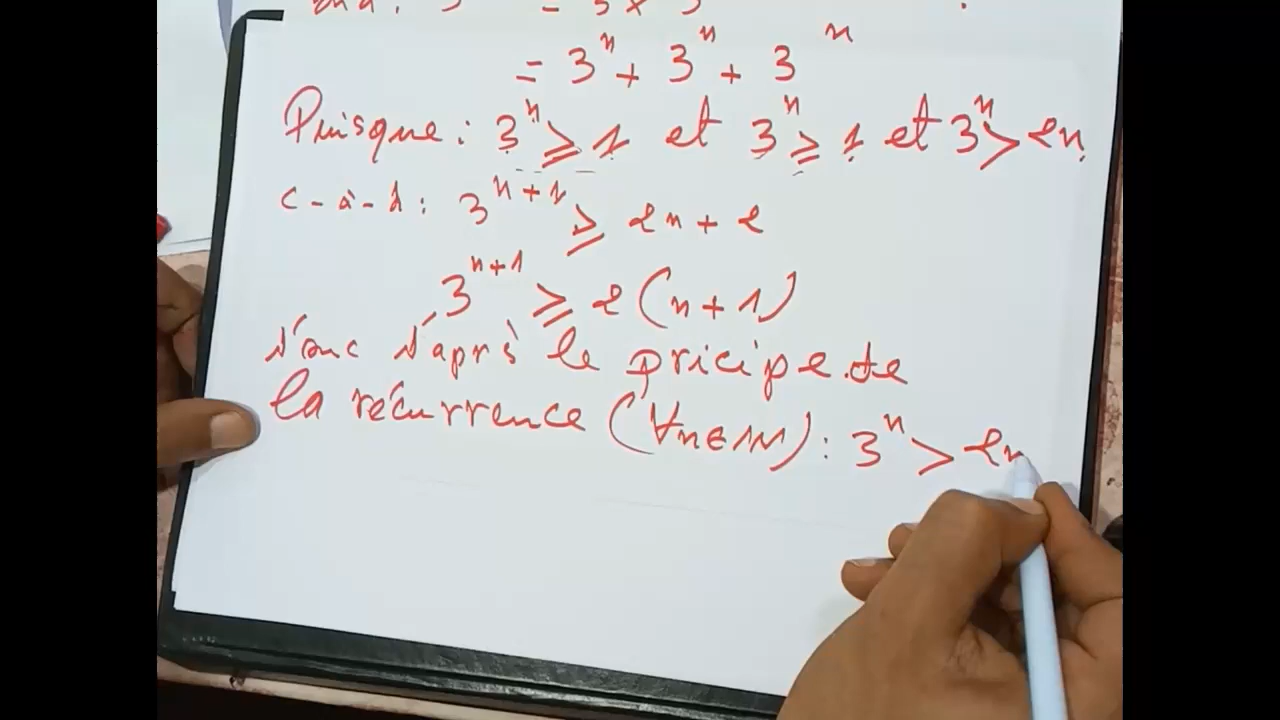 = 3ⁿ + 3ⁿ + 3ⁿ
Puisque : 3ⁿ ≥ 1 et 3ⁿ ≥ 1 et 3ⁿ > 2n
c-à-d : 3ⁿ⁺¹ ≥ 2n + 2
3ⁿ⁺¹ ≥ 2(n+1)
donc d'après le pricipe de
la récurrence (∀n∈IN) : 3ⁿ > 2n